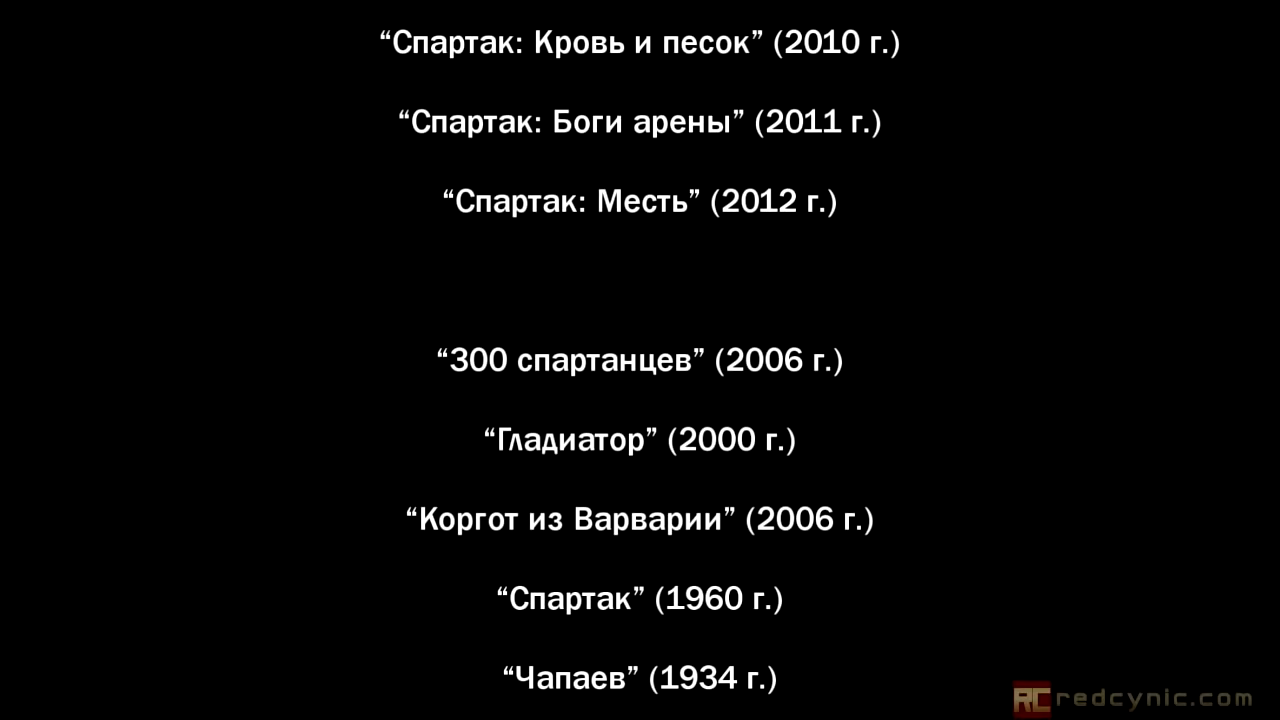 “Спартак: Кровь и песок” (2010 г.)
“Спартак: Боги арены” (2011 г.)
“Спартак: Месть” (2012 г.)
“300 спартанцев” (2006 г.)
“Гладиатор” (2000 г.)
“Коргот из Варварии” (2006 г.)
“Спартак” (1960 г.)
“Чапаев” (1934 г.)
RC redcynic.com